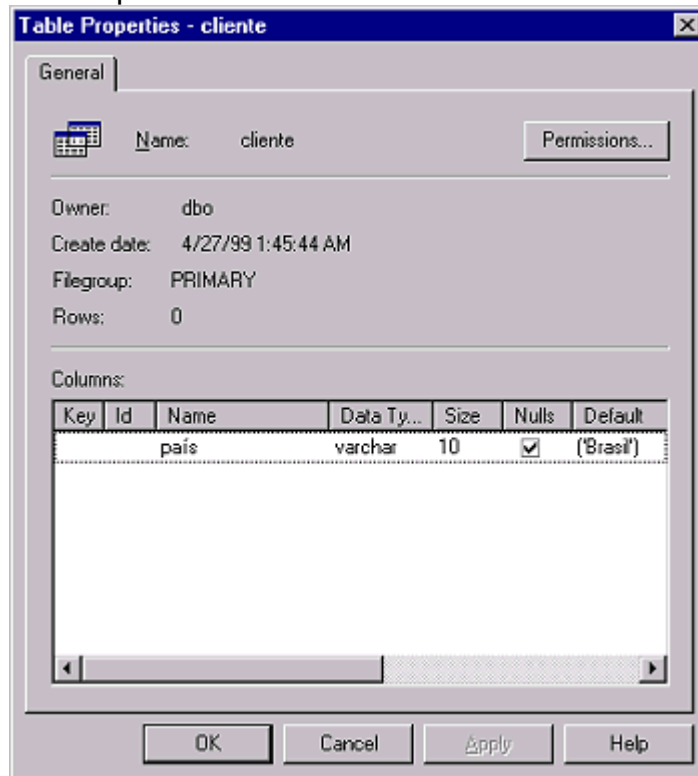 Table Properties - cliente
General
Name: cliente Permissions...
Owner: dbo
Create date: 4/27/99 1:45:44 AM
Filegroup: PRIMARY
Rows: 0
Columns:
Key Id Name Data Ty... Size Nulls Default
país varchar 10 ('Brasil')
OK Cancel Apply Help